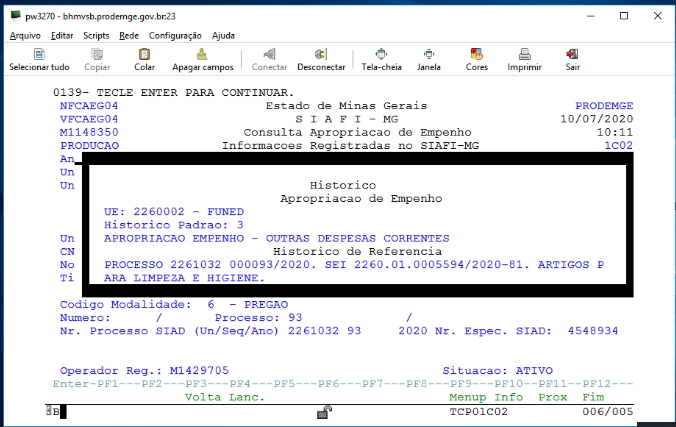 pw3270 - bhmvsb.prodemge.gov.br:23
Arquivo Editar Scripts Rede Configuração Ajuda
Selecionar tudo Copiar Colar Apagar campos Conectar Desconectar Tela-cheia Janela Cores Imprimir Sair
0139- TECLE ENTER PARA CONTINUAR.
NFCAEG04 Estado de Minas Gerais PRODEMGE
VFCAEG04 S I A F I - MG 10/07/2020
M1148350 Consulta Apropriacao de Empenho 10:11
PRODUCAO Informacoes Registradas no SIAFI-MG 1C02
An
Un
Un Historico
Apropriacao de Empenho
UE: 2260002 - FUNED
Historico Padrao: 3
Un APROPRIACAO EMPENHO - OUTRAS DESPESAS CORRENTES
CN Historico de Referencia
No PROCESSO 2261032 000093/2020. SEI 2260.01.0005594/2020-81. ARTIGOS P
Ti ARA LIMPEZA E HIGIENE.
Codigo Modalidade: 6 - PREGAO
Numero: / Processo: 93 /
Nr. Processo SIAD (Un/Seq/Ano) 2261032 93 2020 Nr. Espec. SIAD: 4548934
Operador Reg.: M1429705 Situacao: ATIVO
Enter-PF1---PF2---PF3---PF4---PF5---PF6---PF7---PF8---PF9---PF10--PF11--PF12---
Volta Lanc. Menup Info Prox Fim
4B TCP01C02 006/005